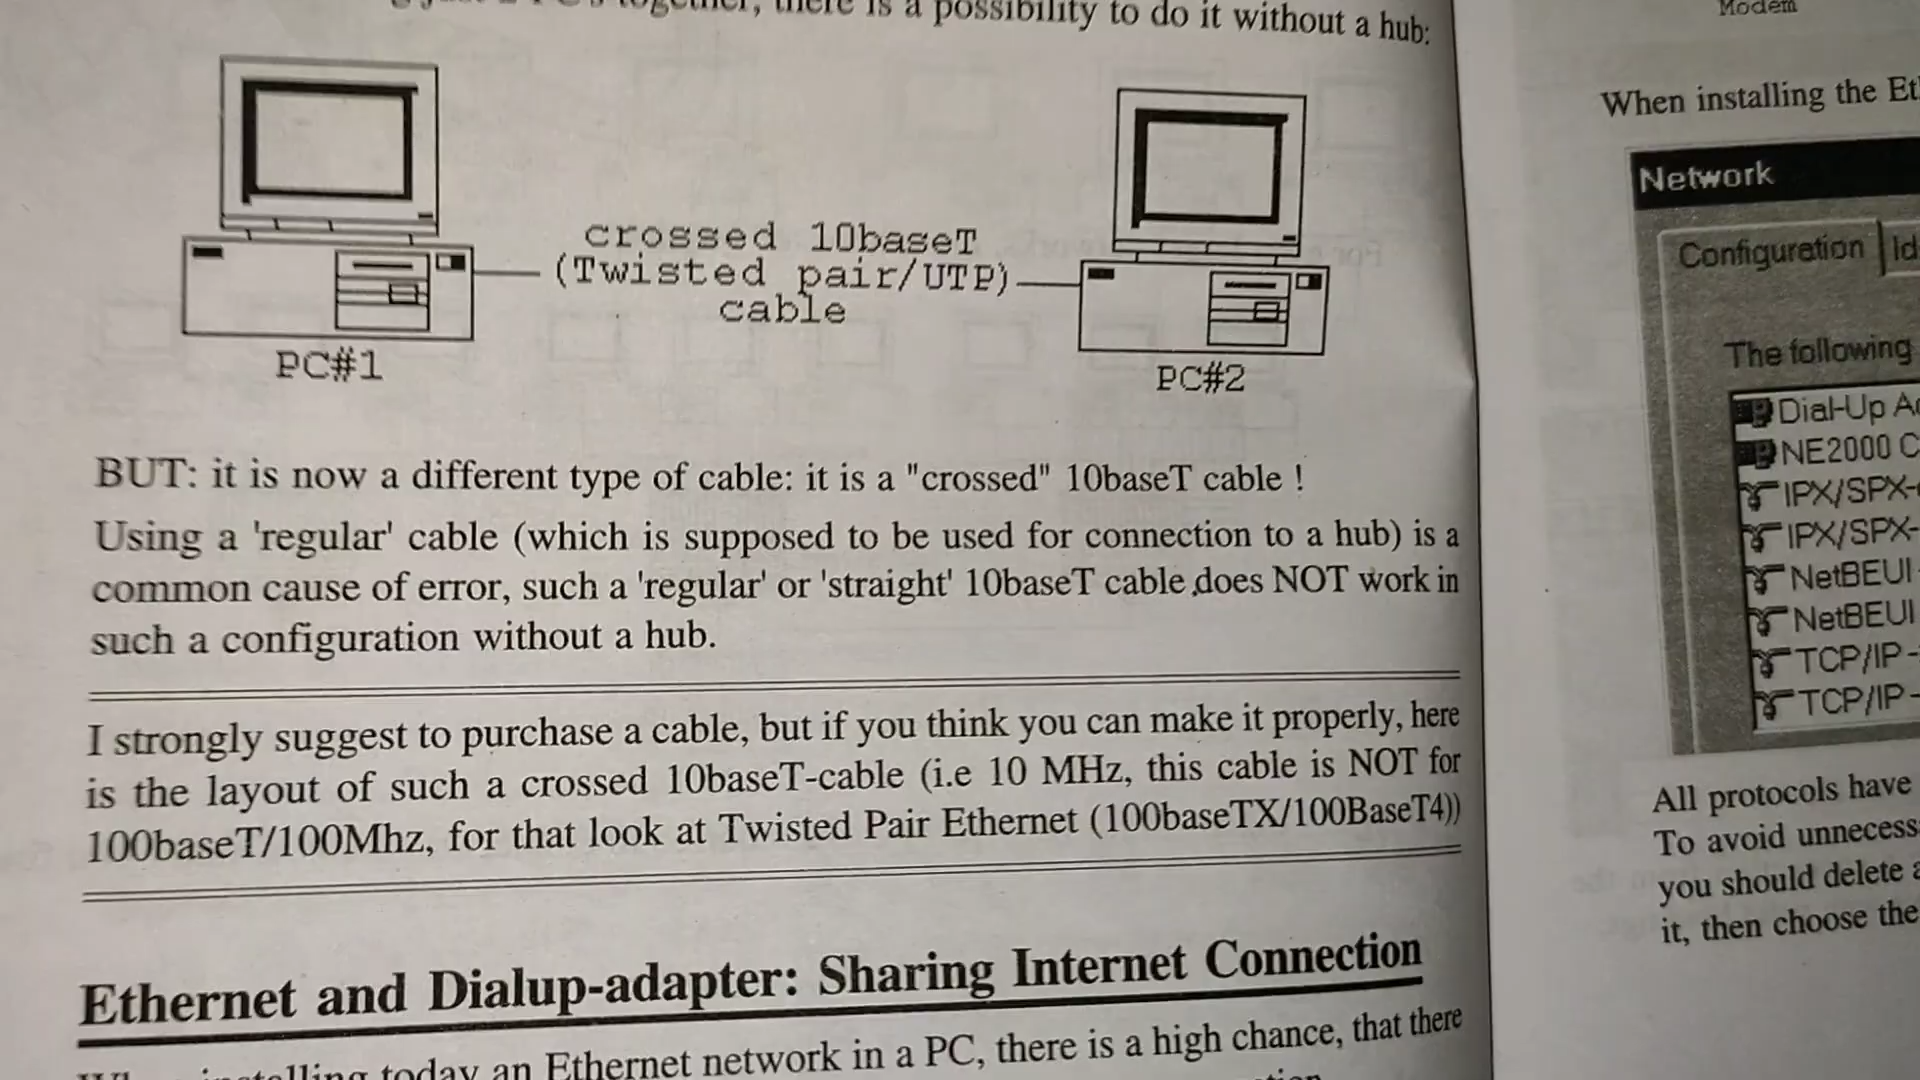 together, there is a possibility to do it without a hub:
crossed 10baseT
(Twisted pair/UTP)
cable
PC#1
PC#2
BUT: it is now a different type of cable: it is a "crossed" 10baseT cable !
Using a 'regular' cable (which is supposed to be used for connection to a hub) is a
common cause of error, such a 'regular' or 'straight' 10baseT cable does NOT work in
such a configuration without a hub.
I strongly suggest to purchase a cable, but if you think you can make it properly, here
is the layout of such a crossed 10baseT-cable (i.e 10 MHz, this cable is NOT for
100baseT/100Mhz, for that look at Twisted Pair Ethernet (100baseTX/100BaseT4))
Ethernet and Dialup-adapter: Sharing Internet Connection
today an Ethernet network in a PC, there is a high chance, that there
Modem
When installing the
Network
Configuration
The following
Dial-Up
NE2000
IPX/SPX-
IPX/SPX-
NetBEUI
NetBEUI
TCP/IP -
TCP/IP -
All protocols have
To avoid
you should delete
it, then choose the